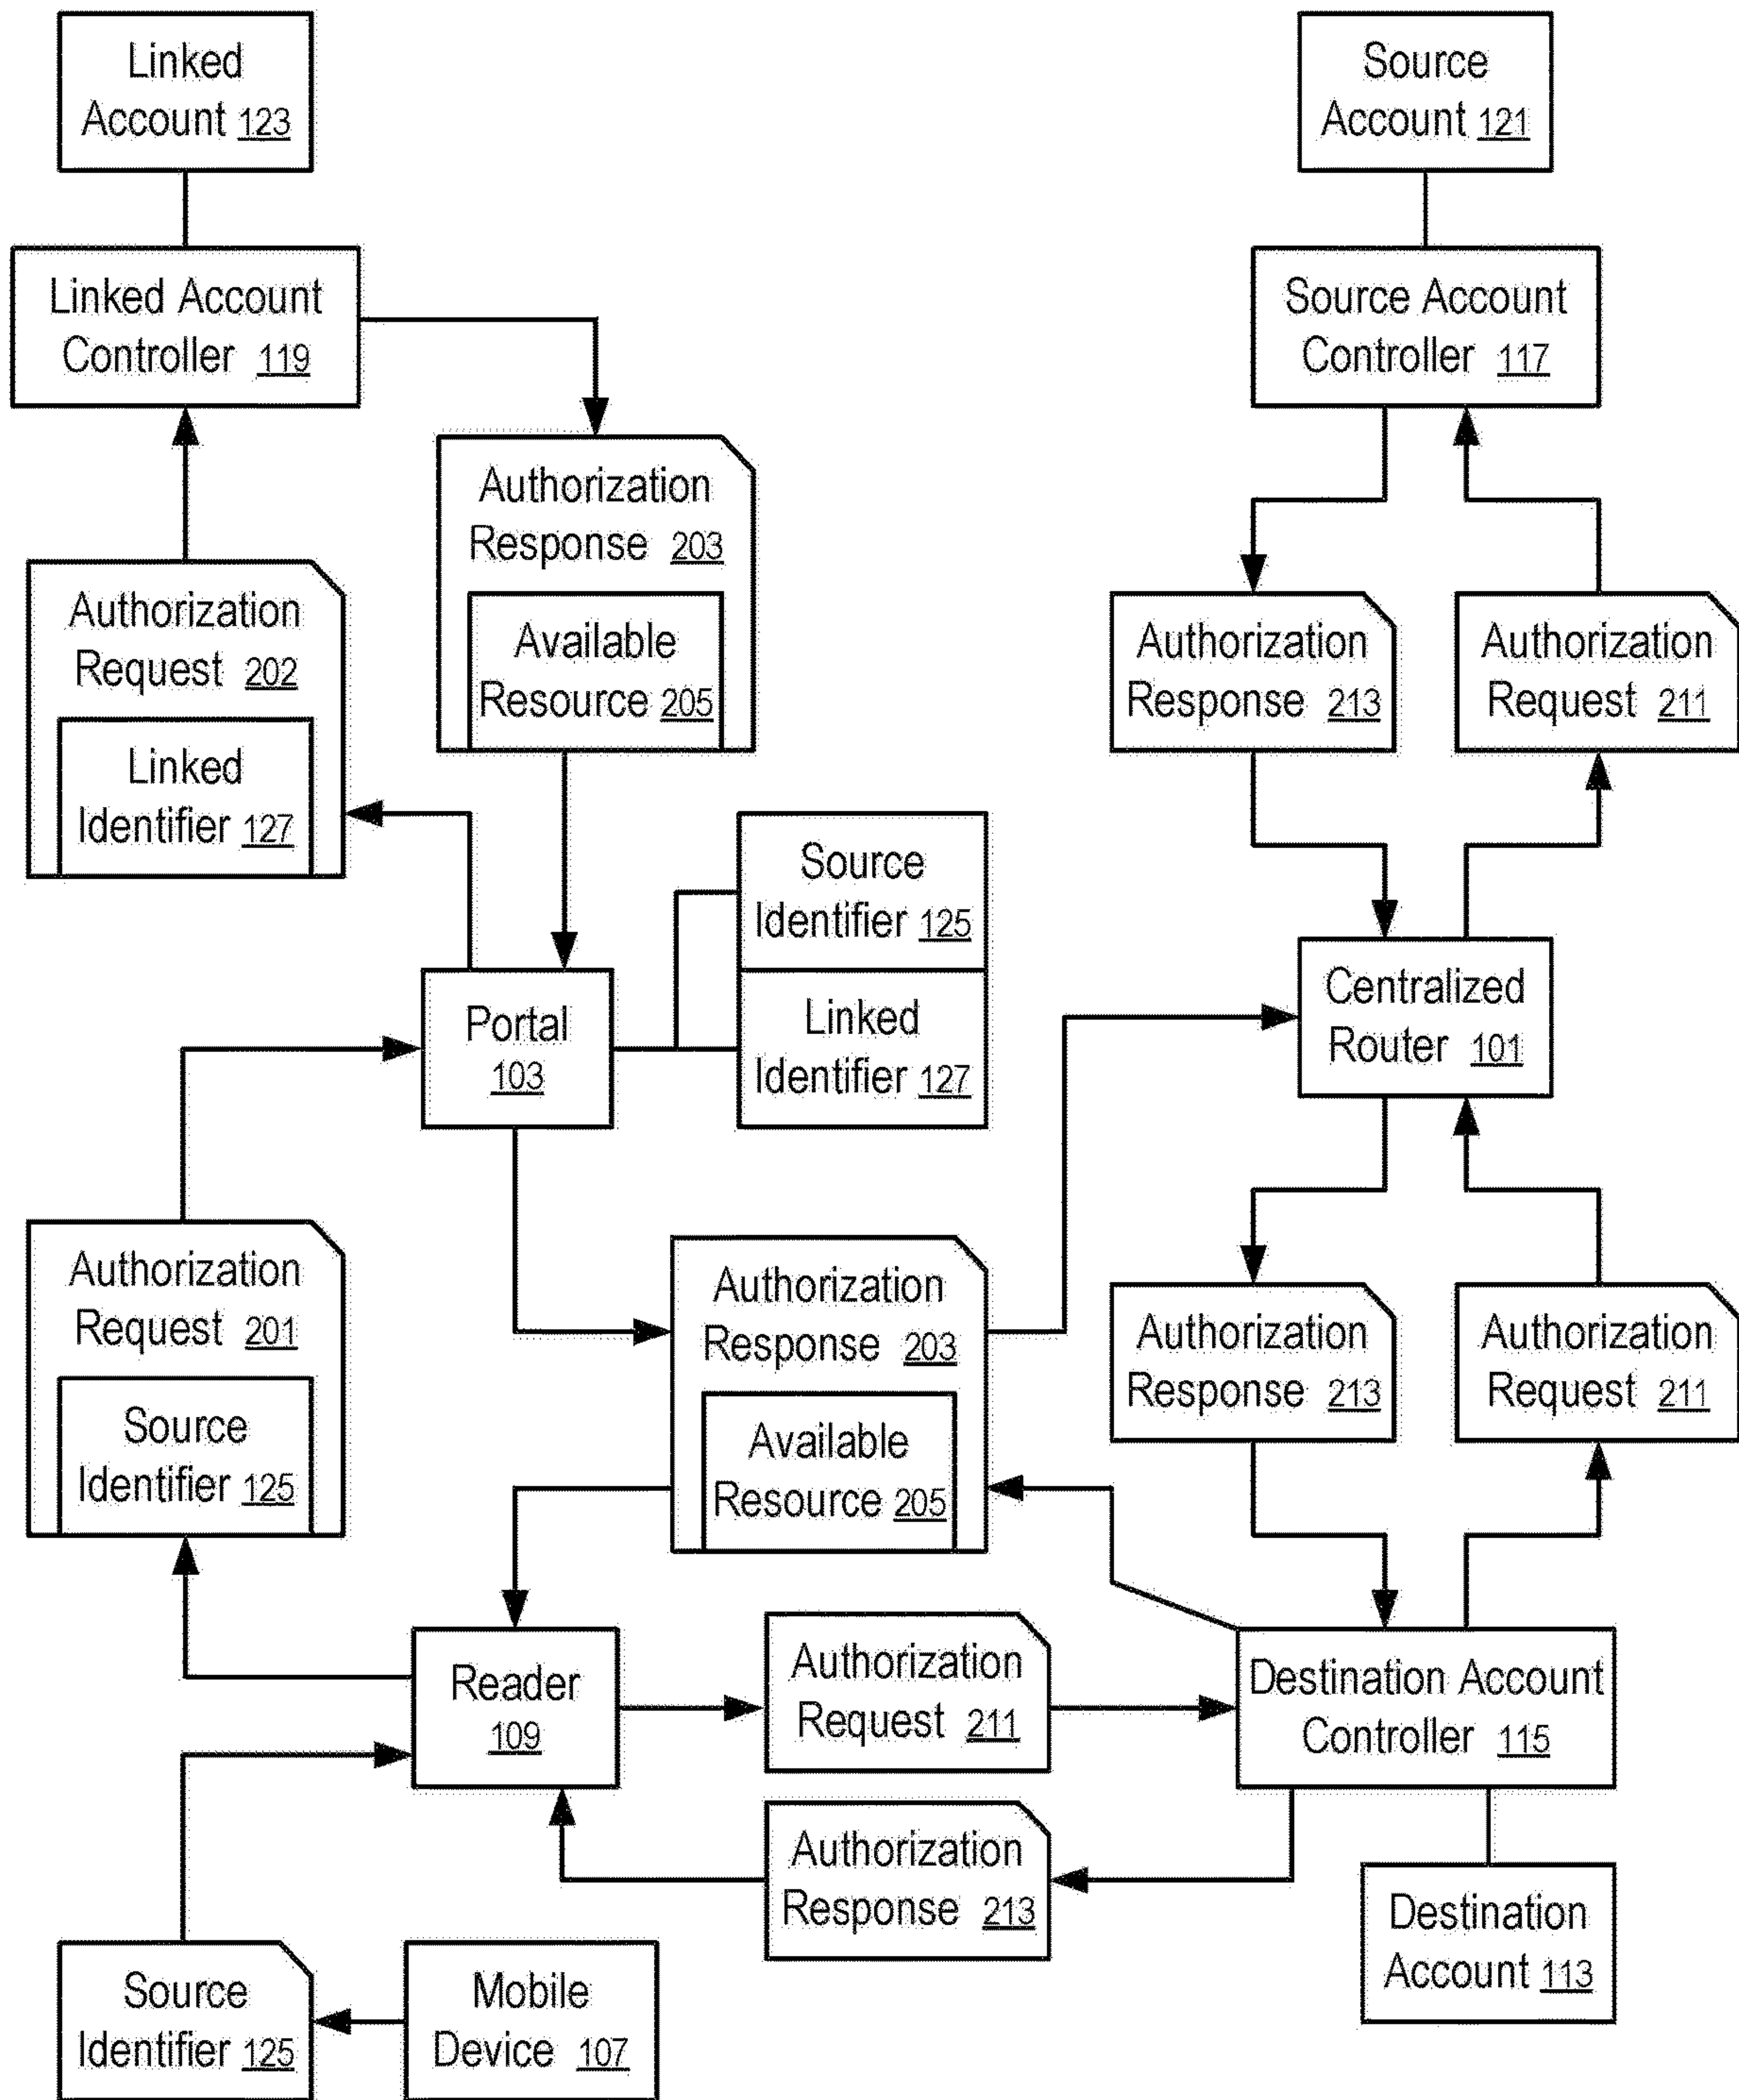 Linked
Account 123
Source
Account 121
Linked Account
Controller 119
Source Account
Controller 117
Authorization
Response 203
Available
Resource 205
Authorization
Request 202
Linked
Identifier 127
Authorization
Response 213
Authorization
Request 211
Source
Identifier 125
Linked
Identifier 127
Portal
103
Centralized
Router 101
Authorization
Request 201
Source
Identifier 125
Authorization
Response 203
Available
Resource 205
Authorization
Response 213
Authorization
Request 211
Reader
109
Authorization
Request 211
Destination Account
Controller 115
Authorization
Response 213
Destination
Account 113
Source
Identifier 125
Mobile
Device 107